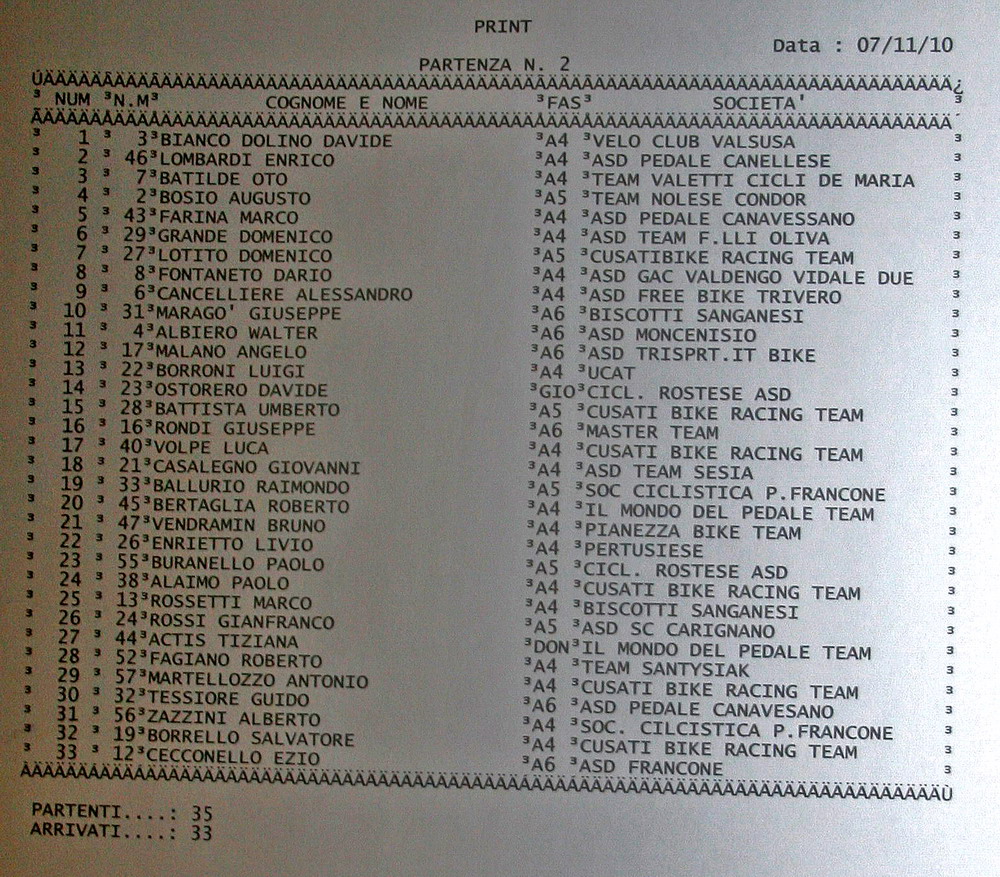 PRINT
Data : 07/11/10
PARTENZA N. 2
ÚÄÄÄÄÄÄÄÄÄÄÄÄÄÄÄÄÄÄÄÄÄÄÄÄÄÄÄÄÄÄÄÄÄÄÄÄÄÄÄÄÄÄÄÄÄÄÄÄÄÄÄÄÄÄÄÄÄÄÄÄÄÄÄÄÄÄÄÄÄÄÄÄÄÄÄÄ¿
³ NUM ³N.M³ COGNOME E NOME ³FAS³ SOCIETA' ³
ÃÄÄÄÄÄÄÄÄÄÄÄÄÄÄÄÄÄÄÄÄÄÄÄÄÄÄÄÄÄÄÄÄÄÄÄÄÄÄÄÄÄÄÄÄÄÄÄÄÄÄÄÄÄÄÄÄÄÄÄÄÄÄÄÄÄÄÄÄÄÄÄÄÄÄÄÄ´
³ 1 ³ 3³BIANCO DOLINO DAVIDE ³A4 ³VELO CLUB VALSUSA ³
³ 2 ³ 46³LOMBARDI ENRICO ³A4 ³ASD PEDALE CANELLESE ³
³ 3 ³ 7³BATILDE OTO ³A4 ³TEAM VALETTI CICLI DE MARIA ³
³ 4 ³ 2³BOSIO AUGUSTO ³A5 ³TEAM NOLESE CONDOR ³
³ 5 ³ 43³FARINA MARCO ³A4 ³ASD PEDALE CANAVESSANO ³
³ 6 ³ 29³GRANDE DOMENICO ³A4 ³ASD TEAM F.LLI OLIVA ³
³ 7 ³ 27³LOTITO DOMENICO ³A5 ³CUSATIBIKE RACING TEAM ³
³ 8 ³ 8³FONTANETO DARIO ³A4 ³ASD GAC VALDENGO VIDALE DUE ³
³ 9 ³ 6³CANCELLIERE ALESSANDRO ³A4 ³ASD FREE BIKE TRIVERO ³
³ 10 ³ 31³MARAGO' GIUSEPPE ³A6 ³BISCOTTI SANGANESI ³
³ 11 ³ 4³ALBIERO WALTER ³A6 ³ASD MONCENISIO ³
³ 12 ³ 17³MALANO ANGELO ³A6 ³ASD TRISPRT.IT BIKE ³
³ 13 ³ 22³BORRONI LUIGI ³A4 ³UCAT ³
³ 14 ³ 23³OSTORERO DAVIDE ³GIO³CICL. ROSTESE ASD ³
³ 15 ³ 28³BATTISTA UMBERTO ³A5 ³CUSATI BIKE RACING TEAM ³
³ 16 ³ 16³RONDI GIUSEPPE ³A6 ³MASTER TEAM ³
³ 17 ³ 40³VOLPE LUCA ³A4 ³CUSATI BIKE RACING TEAM ³
³ 18 ³ 21³CASALEGNO GIOVANNI ³A4 ³ASD TEAM SESIA ³
³ 19 ³ 33³BALLURIO RAIMONDO ³A5 ³SOC CICLISTICA P.FRANCONE ³
³ 20 ³ 45³BERTAGLIA ROBERTO ³A4 ³IL MONDO DEL PEDALE TEAM ³
³ 21 ³ 47³VENDRAMIN BRUNO ³A4 ³PIANEZZA BIKE TEAM ³
³ 22 ³ 26³ENRIETTO LIVIO ³A4 ³PERTUSIESE ³
³ 23 ³ 55³BURANELLO PAOLO ³A5 ³CICL. ROSTESE ASD ³
³ 24 ³ 38³ALAIMO PAOLO ³A4 ³CUSATI BIKE RACING TEAM ³
³ 25 ³ 13³ROSSETTI MARCO ³A4 ³BISCOTTI SANGANESI ³
³ 26 ³ 24³ROSSI GIANFRANCO ³A5 ³ASD SC CARIGNANO ³
³ 27 ³ 44³ACTIS TIZIANA ³DON³IL MONDO DEL PEDALE TEAM ³
³ 28 ³ 52³FAGIANO ROBERTO ³A4 ³TEAM SANTYSIAK ³
³ 29 ³ 57³MARTELLOZZO ANTONIO ³A4 ³CUSATI BIKE RACING TEAM ³
³ 30 ³ 32³TESSIORE GUIDO ³A6 ³ASD PEDALE CANAVESANO ³
³ 31 ³ 56³ZAZZINI ALBERTO ³A4 ³SOC. CILCISTICA P.FRANCONE ³
³ 32 ³ 19³BORRELLO SALVATORE ³A4 ³CUSATI BIKE RACING TEAM ³
³ 33 ³ 12³CECCONELLO EZIO ³A6 ³ASD FRANCONE ³
ÀÄÄÄÄÄÄÄÄÄÄÄÄÄÄÄÄÄÄÄÄÄÄÄÄÄÄÄÄÄÄÄÄÄÄÄÄÄÄÄÄÄÄÄÄÄÄÄÄÄÄÄÄÄÄÄÄÄÄÄÄÄÄÄÄÄÄÄÄÄÄÄÄÄÄÄÄÙ
PARTENTI....: 35
ARRIVATI....: 33